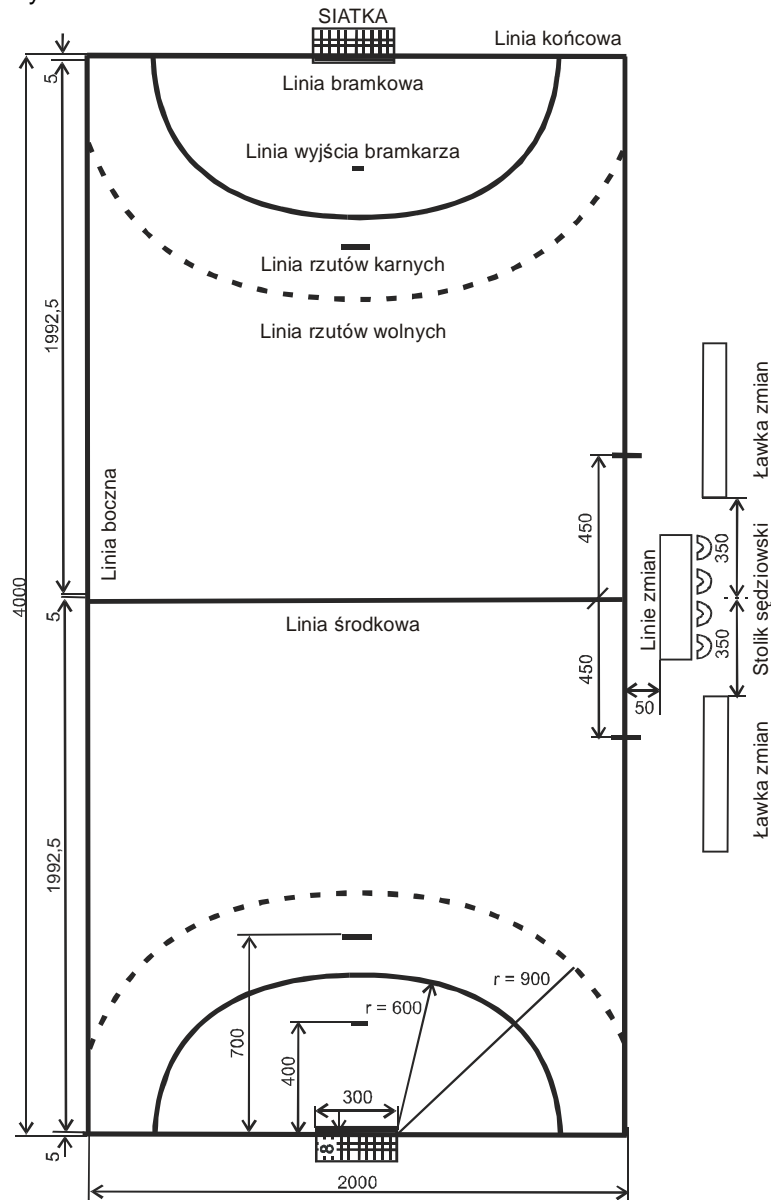 y
SIATKA
Linia końcowa
5
Linia bramkowa
Linia wyjścia bramkarza
Linia rzutów karnych
Linia rzutów wolnych
1992,5
Linia boczna
4000
450
Ławka zmian
350
Linie zmian
Stolik sędziowski
5
Linia środkowa
450
350
50
Ławka zmian
1992,5
r = 900
r = 600
700
400
300
8
5
2000